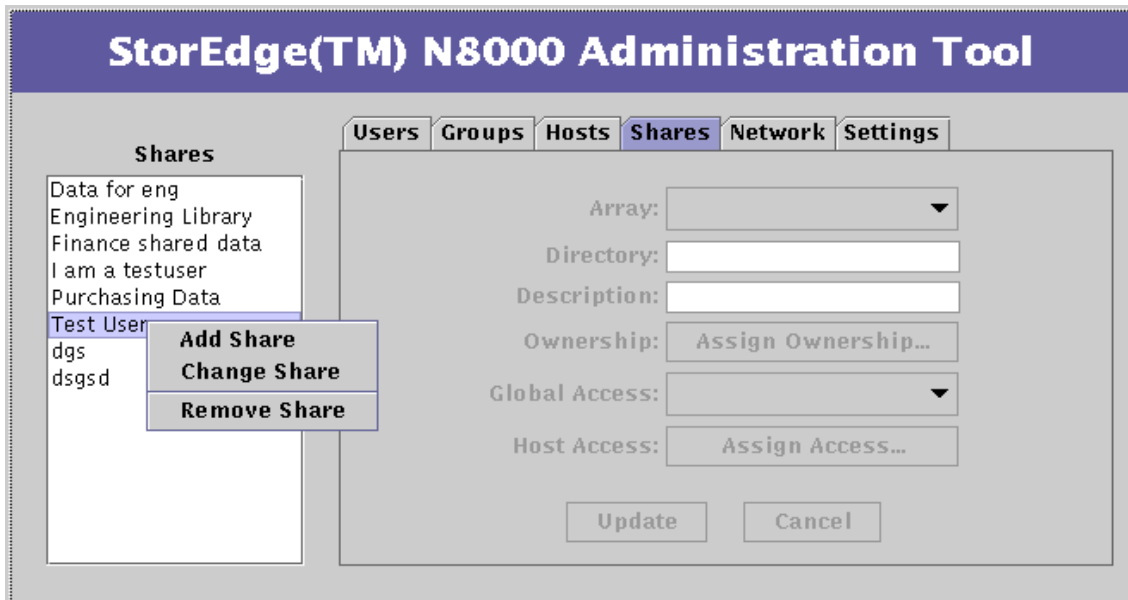 StorEdge(TM) N8000 Administration Tool
Users Groups Hosts Shares Network Settings
Shares
Data for eng
Engineering Library
Finance shared data
I am a testuser
Purchasing Data
Test User
dgs
dsgsd
Add Share
Change Share
Remove Share
Array:
Directory:
Description:
Ownership: Assign Ownership...
Global Access:
Host Access: Assign Access...
Update Cancel